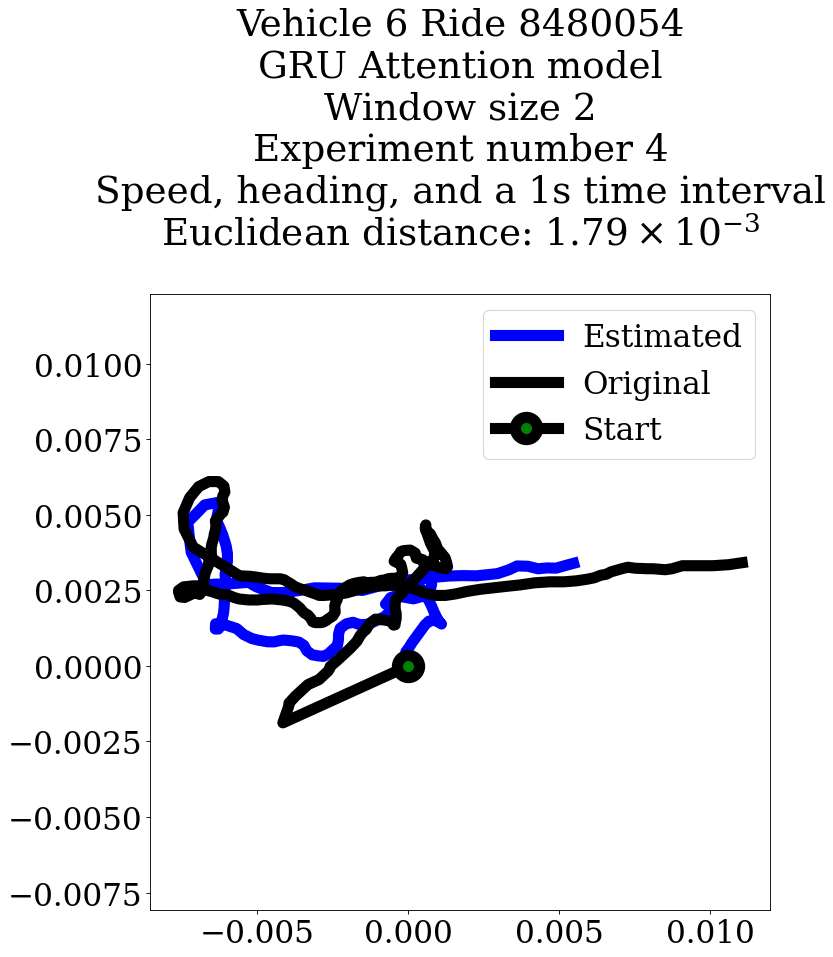 Vehicle 6 Ride 8480054
GRU Attention model
Window size 2
Experiment number 4
Speed, heading, and a 1s time interval
Euclidean distance: 1.79 × 10⁻³
Estimated
Original
Start
0.0100
0.0075
0.0050
0.0025
0.0000
−0.0025
−0.0050
−0.0075
−0.005 0.000 0.005 0.010